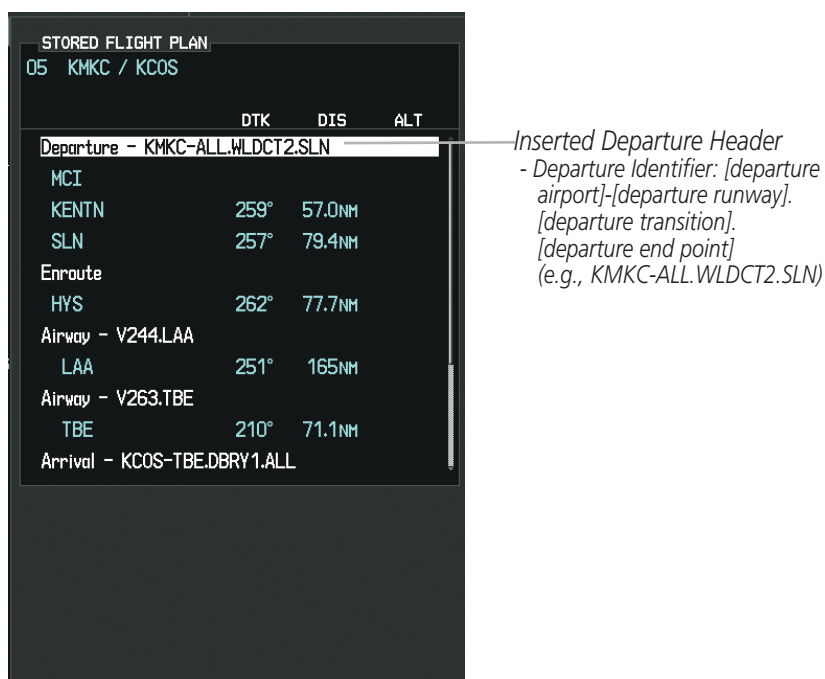 STORED FLIGHT PLAN
05 KMKC / KCOS
DTK DIS ALT
Departure - KMKC-ALL.WLDCT2.SLN
MCI
KENTN 259° 57.0NM
SLN 257° 79.4NM
Enroute
HYS 262° 77.7NM
Airway - V244.LAA
LAA 251° 165NM
Airway - V263.TBE
TBE 210° 71.1NM
Arrival - KCOS-TBE.DBRY1.ALL
Inserted Departure Header
- Departure Identifier: [departure
airport]-[departure runway].
[departure transition].
[departure end point]
(e.g., KMKC-ALL.WLDCT2.SLN)